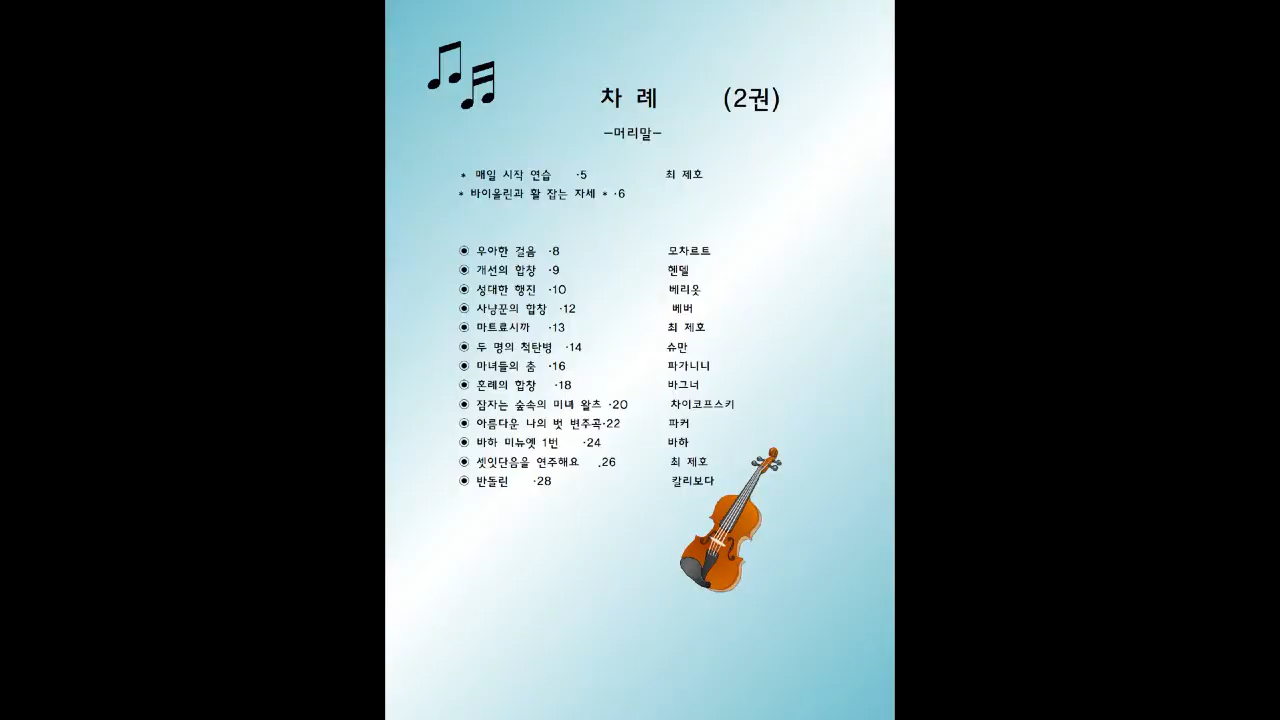 차 례 (2권)
-머리말-
* 매일 시작 연습 ·5 최 제호
* 바이올린과 활 잡는 자세 * ·6
◉ 우아한 걸음 ·8 모차르트
◉ 개선의 합창 ·9 헨델
◉ 성대한 행진 ·10 베리옷
◉ 사냥꾼의 합창 ·12 베버
◉ 마트료시까 ·13 최 제호
◉ 두 명의 척탄병 ·14 슈만
◉ 마녀들의 춤 ·16 파가니니
◉ 혼례의 합창 ·18 바그너
◉ 잠자는 숲속의 미녀 왈츠 ·20 차이코프스키
◉ 아름다운 나의 벗 변주곡·22 파커
◉ 바하 미뉴엣 1번 ·24 바하
◉ 셋잇단음을 연주해요 .26 최 제호
◉ 반돌린 ·28 칼리보다